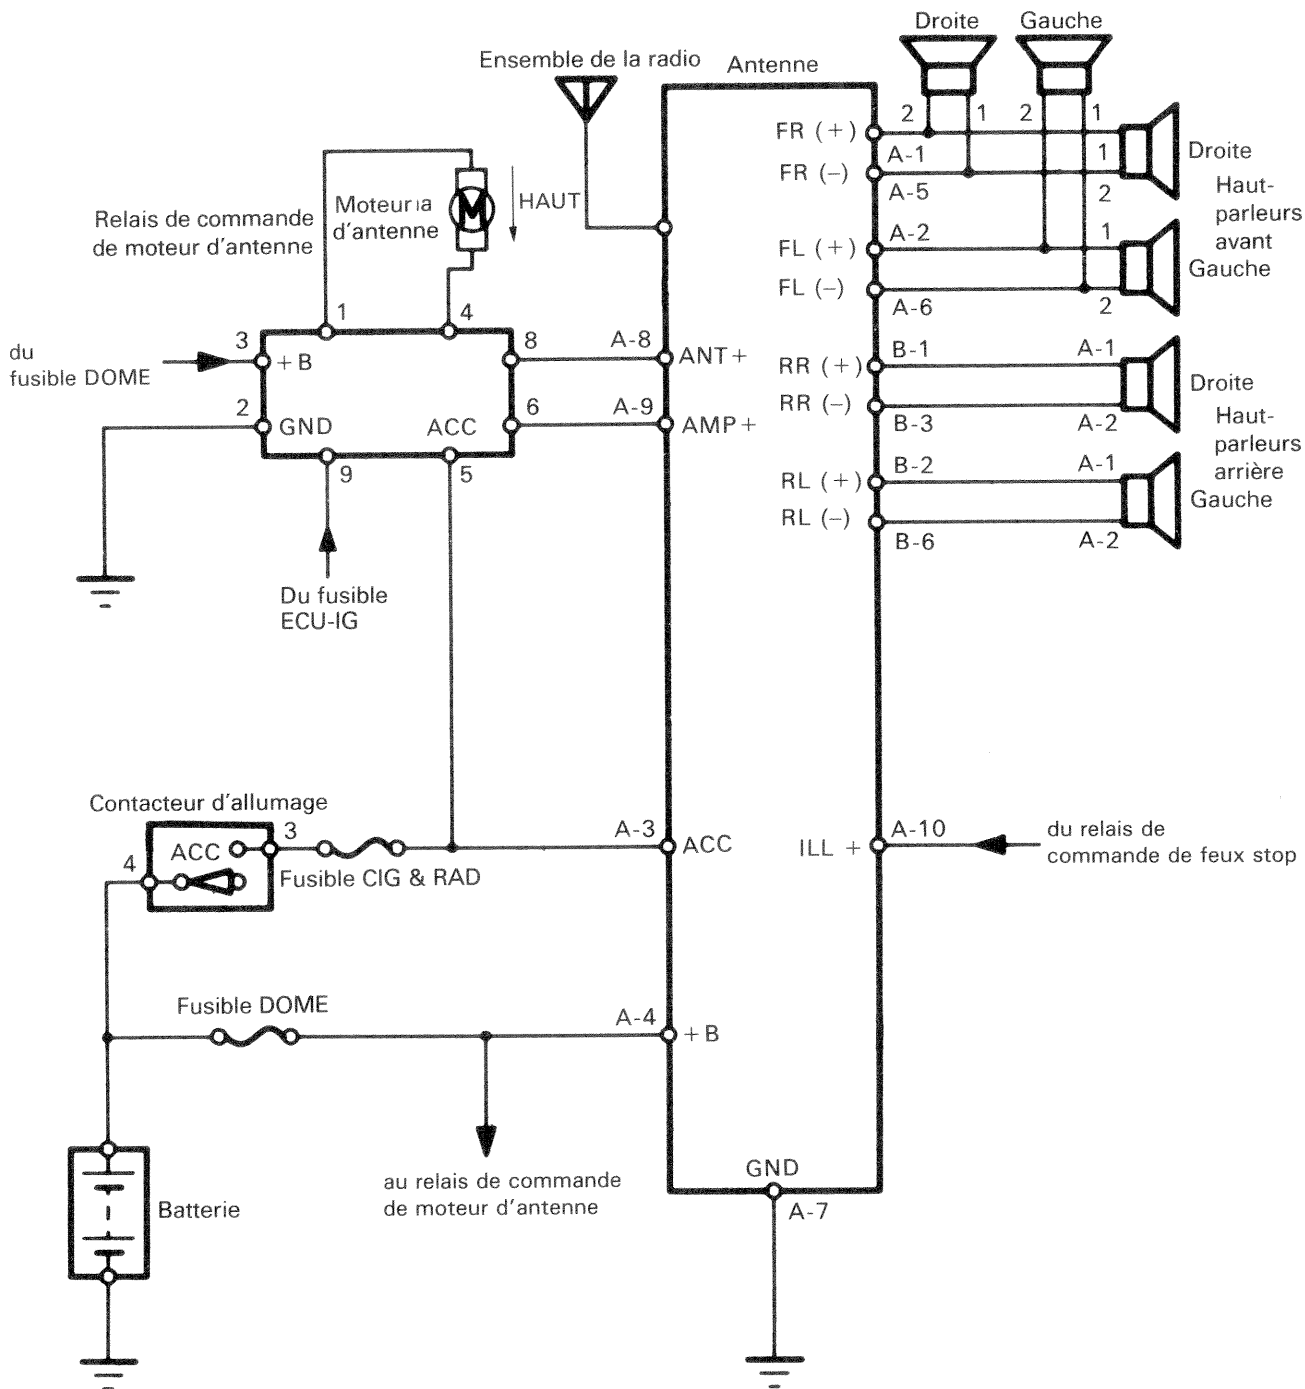 Droite Gauche
Ensemble de la radio
Antenne
2 1 2 1
FR (+)
A-1
1
Droite
FR (−)
A-5
2
Haut-
parleurs
avant
Moteur
d'antenne
HAUT
M
Relais de commande
de moteur d'antenne
FL (+)
A-2
1
Gauche
FL (−)
A-6
2
1 4
du
fusible DOME
3
+B
8
A-8
ANT+
RR (+)
B-1
A-1
Droite
2
GND
ACC
6
A-9
AMP+
RR (−)
B-3
A-2
Haut-
parleurs
arrière
9 5
RL (+)
B-2
A-1
Gauche
RL (−)
B-6
A-2
Du fusible
ECU-IG
Contacteur d'allumage
3
ACC
4
Fusible CIG & RAD
A-3
ACC
ILL +
A-10
du relais de
commande de feux stop
Fusible DOME
A-4
+B
au relais de commande
de moteur d'antenne
Batterie
GND
A-7